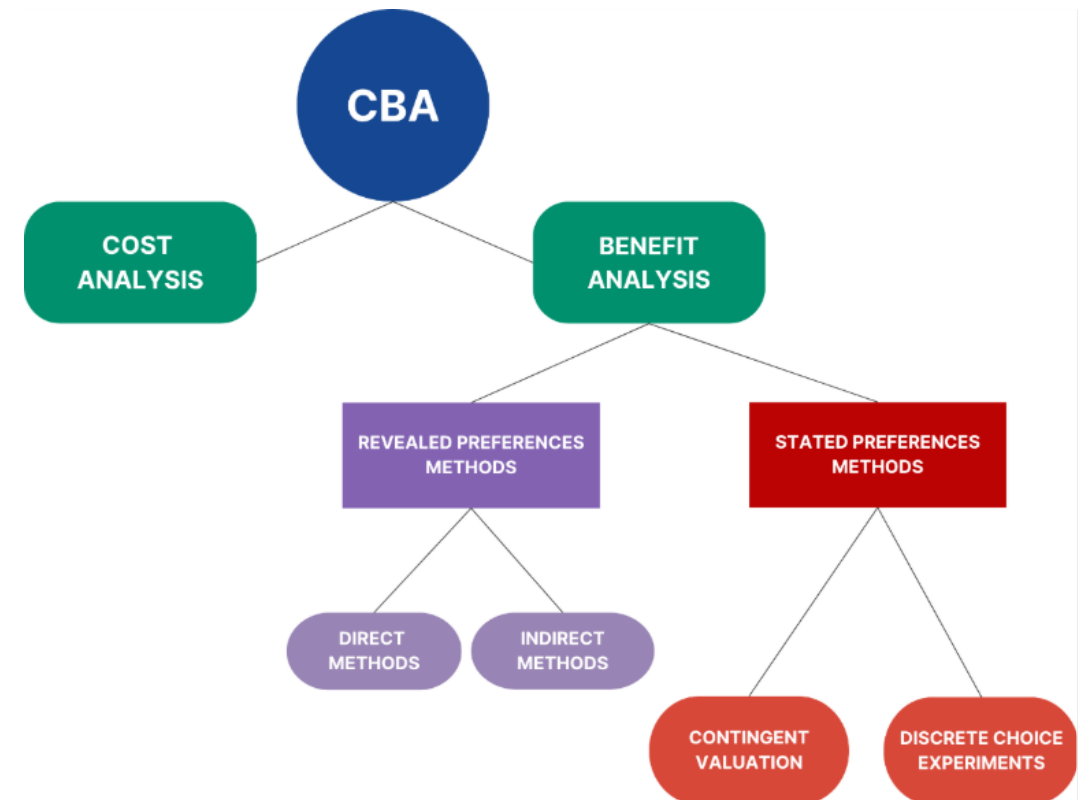 CBA
COST
ANALYSIS
BENEFIT
ANALYSIS
REVEALED PREFERENCES
METHODS
STATED PREFERENCES
METHODS
DIRECT
METHODS
INDIRECT
METHODS
CONTINGENT
VALUATION
DISCRETE CHOICE
EXPERIMENTS